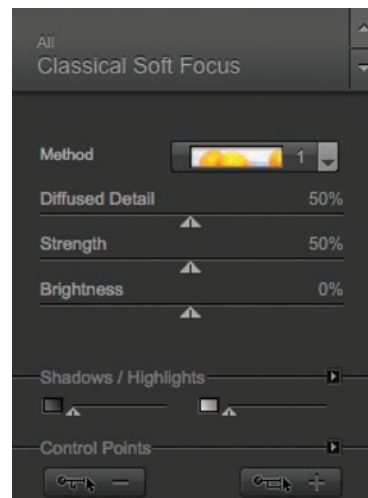 All
Classical Soft Focus
Method 1
Diffused Detail 50%
Strength 50%
Brightness 0%
Shadows / Highlights
Control Points